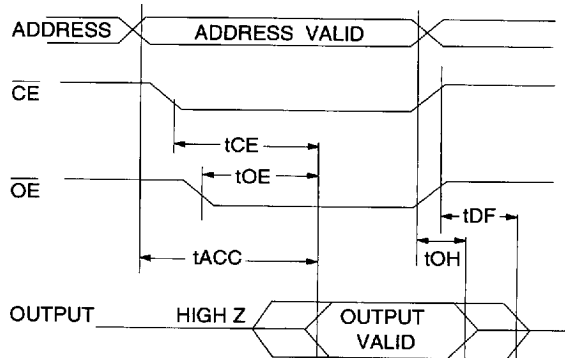 ADDRESS ADDRESS VALID
CE
tCE
tOE
OE
tDF
tACC
tOH
OUTPUT HIGH Z OUTPUT
VALID